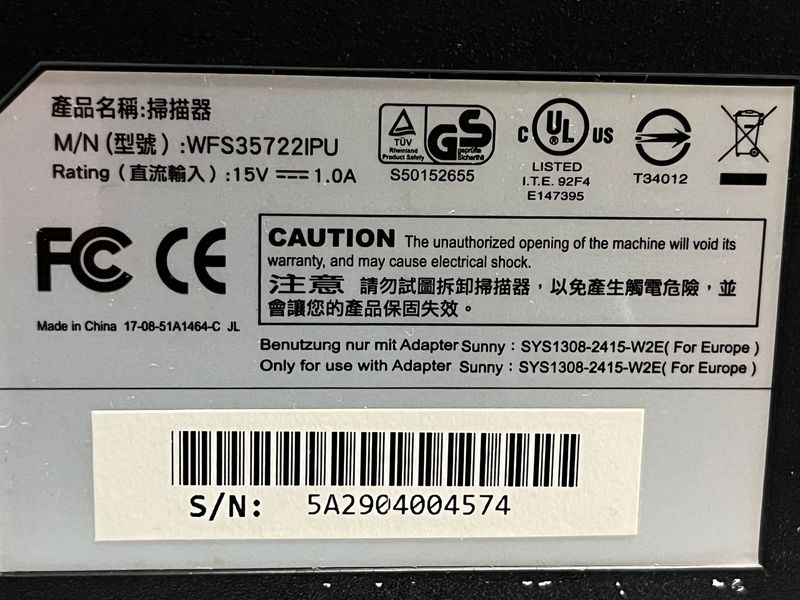 產品名稱:掃描器
M/N (型號) :WFS35722IPU
Rating (直流輸入) :15V ⎓ 1.0A
TÜV
Rheinland
Product Safety
GS
geprüfte
Sicherheit
S50152655
C UL US
LISTED
I.T.E. 92F4
E147395
T34012
FC CE
Made in China 17-08-51A1464-C JL
CAUTION The unauthorized opening of the machine will void its
warranty, and may cause electrical shock.
注意 請勿試圖拆卸掃描器，以免產生觸電危險，並
會讓您的產品保固失效。
Benutzung nur mit Adapter Sunny : SYS1308-2415-W2E( For Europe )
Only for use with Adapter Sunny : SYS1308-2415-W2E( For Europe )
S/N: 5A2904004574